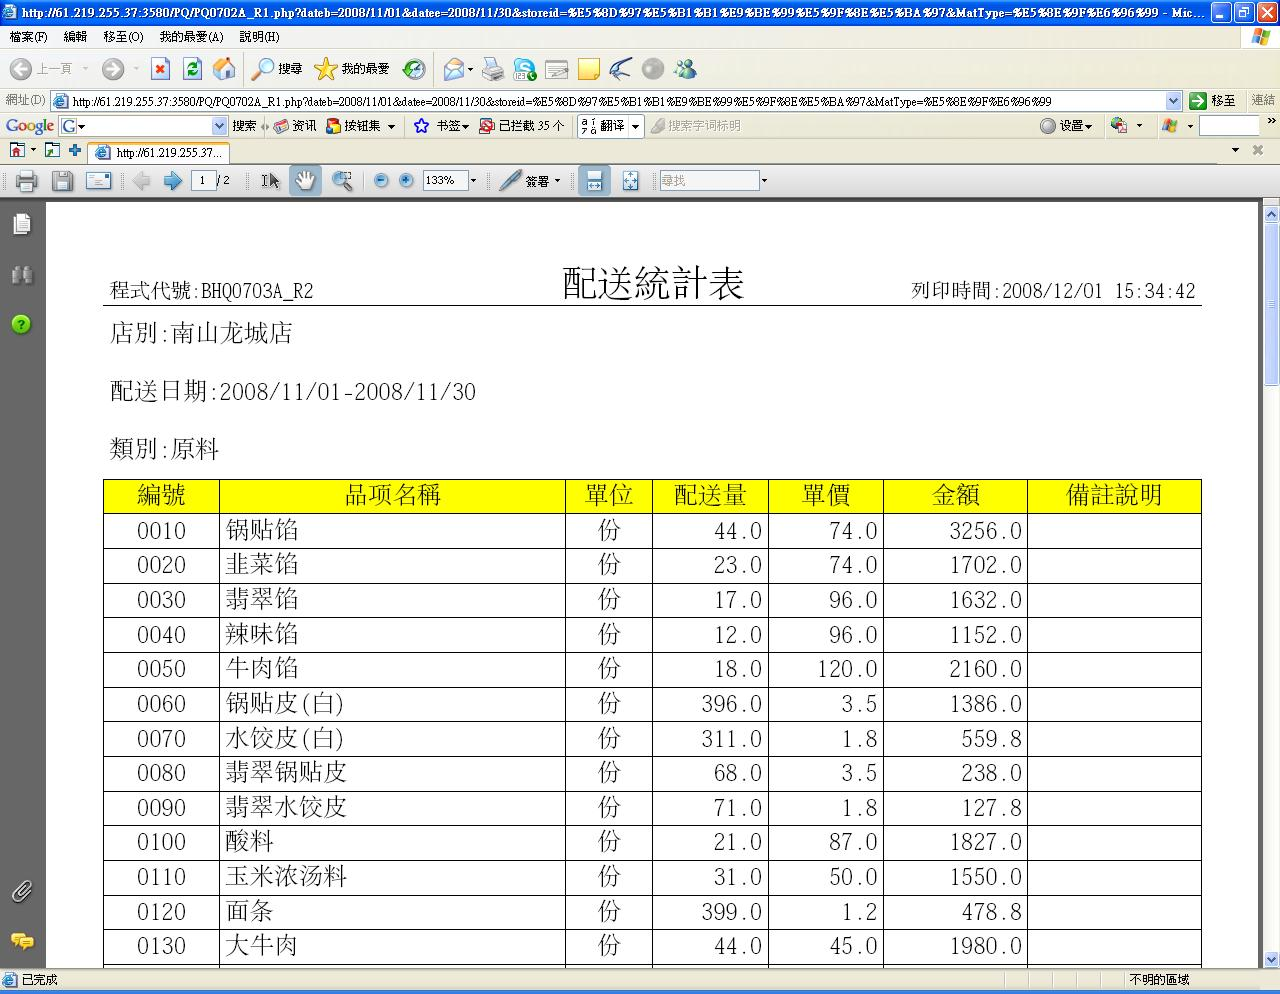 http://61.219.255.37:3580/PQ/PQ0702A_R1.php?dateb=2008/11/01&datee=2008/11/30&storeid=%E5%8D%97%E5%B1%B1%E9%BE%99%E5%9F%8E%E5%BA%97&MatType=%E5%8E%9F%E6%96%99 - Mic...
檔案(F) 編輯 移至(O) 我的最愛(A) 說明(H)
上一頁 搜尋 我的最愛
網址(D) http://61.219.255.37:3580/PQ/PQ0702A_R1.php?dateb=2008/11/01&datee=2008/11/30&storeid=%E5%8D%97%E5%B1%B1%E9%BE%99%E5%9F%8E%E5%BA%97&MatType=%E5%8E%9F%E6%96%99 移至 連結
Google G 搜索 资讯 按钮集 书签 已拦截 35 个 翻译 搜索字词标明 设置 »
http://61.219.255.37...
1 / 2 133% 簽署 尋找
配送統計表
程式代號:BHQ0703A_R2 列印時間:2008/12/01 15:34:42
店別:南山龙城店
配送日期:2008/11/01-2008/11/30
類別:原料
編號 品项名稱 單位 配送量 單價 金額 備註說明
0010 锅贴馅 份 44.0 74.0 3256.0
0020 韭菜馅 份 23.0 74.0 1702.0
0030 翡翠馅 份 17.0 96.0 1632.0
0040 辣味馅 份 12.0 96.0 1152.0
0050 牛肉馅 份 18.0 120.0 2160.0
0060 锅贴皮(白) 份 396.0 3.5 1386.0
0070 水饺皮(白) 份 311.0 1.8 559.8
0080 翡翠锅贴皮 份 68.0 3.5 238.0
0090 翡翠水饺皮 份 71.0 1.8 127.8
0100 酸料 份 21.0 87.0 1827.0
0110 玉米浓汤料 份 31.0 50.0 1550.0
0120 面条 份 399.0 1.2 478.8
0130 大牛肉 份 44.0 45.0 1980.0
已完成 不明的區域